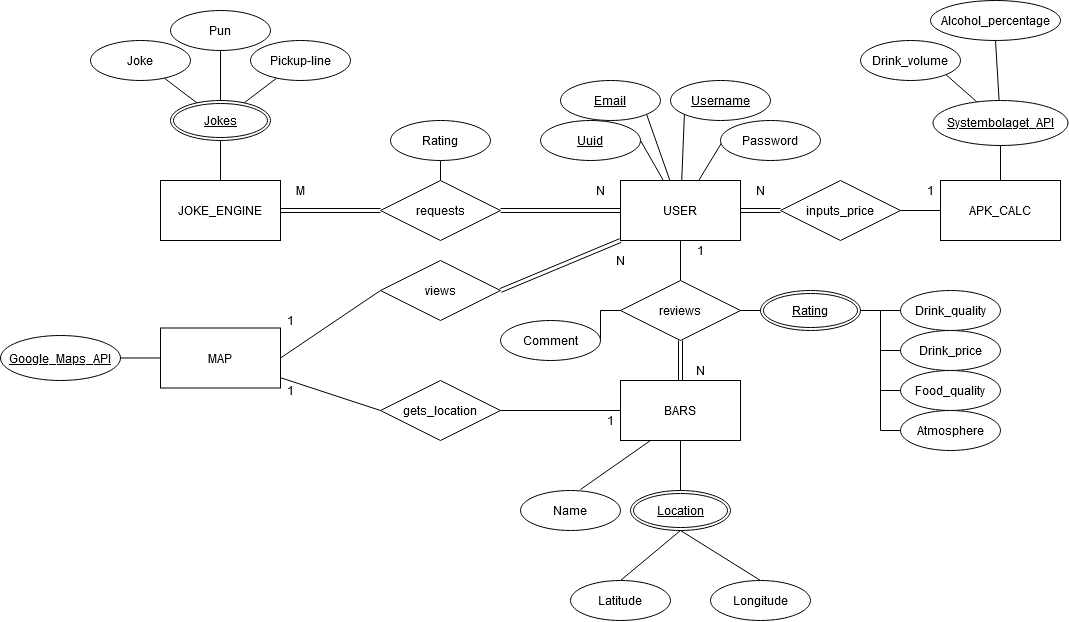 Pun
Joke
Pickup-line
Jokes
Alcohol_percentage
Drink_volume
Systembolaget_API
Email
Username
Uuid
Password
Rating
M
N
N
1
JOKE_ENGINE
requests
USER
inputs_price
APK_CALC
N
1
views
1
reviews
Rating
Drink_quality
Comment
Drink_price
Google_Maps_API
MAP
N
Food_quality
1
gets_location
1
BARS
Atmosphere
Name
Location
Latitude
Longitude